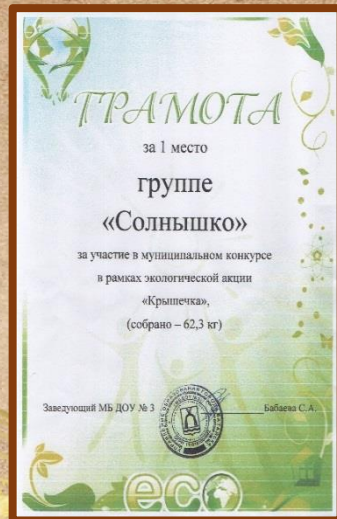 ГРАМОТА
за 1 место
группе
«Солнышко»
за участие в муниципальном конкурсе
в рамках экологической акции
«Крышечка»,
(собрано – 62,3 кг)
Заведующий МБ ДОУ № 3 Бабаева С.А.
eco